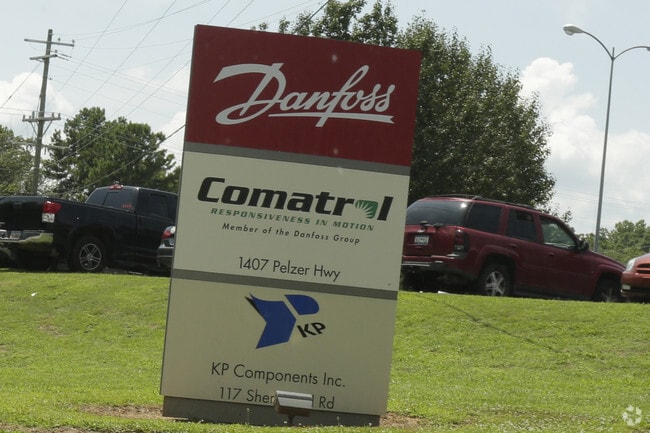 Danfoss
Comatrol
RESPONSIVENESS IN MOTION
Member of the Danfoss Group
1407 Pelzer Hwy
KP
KP Components Inc.
117 Rd